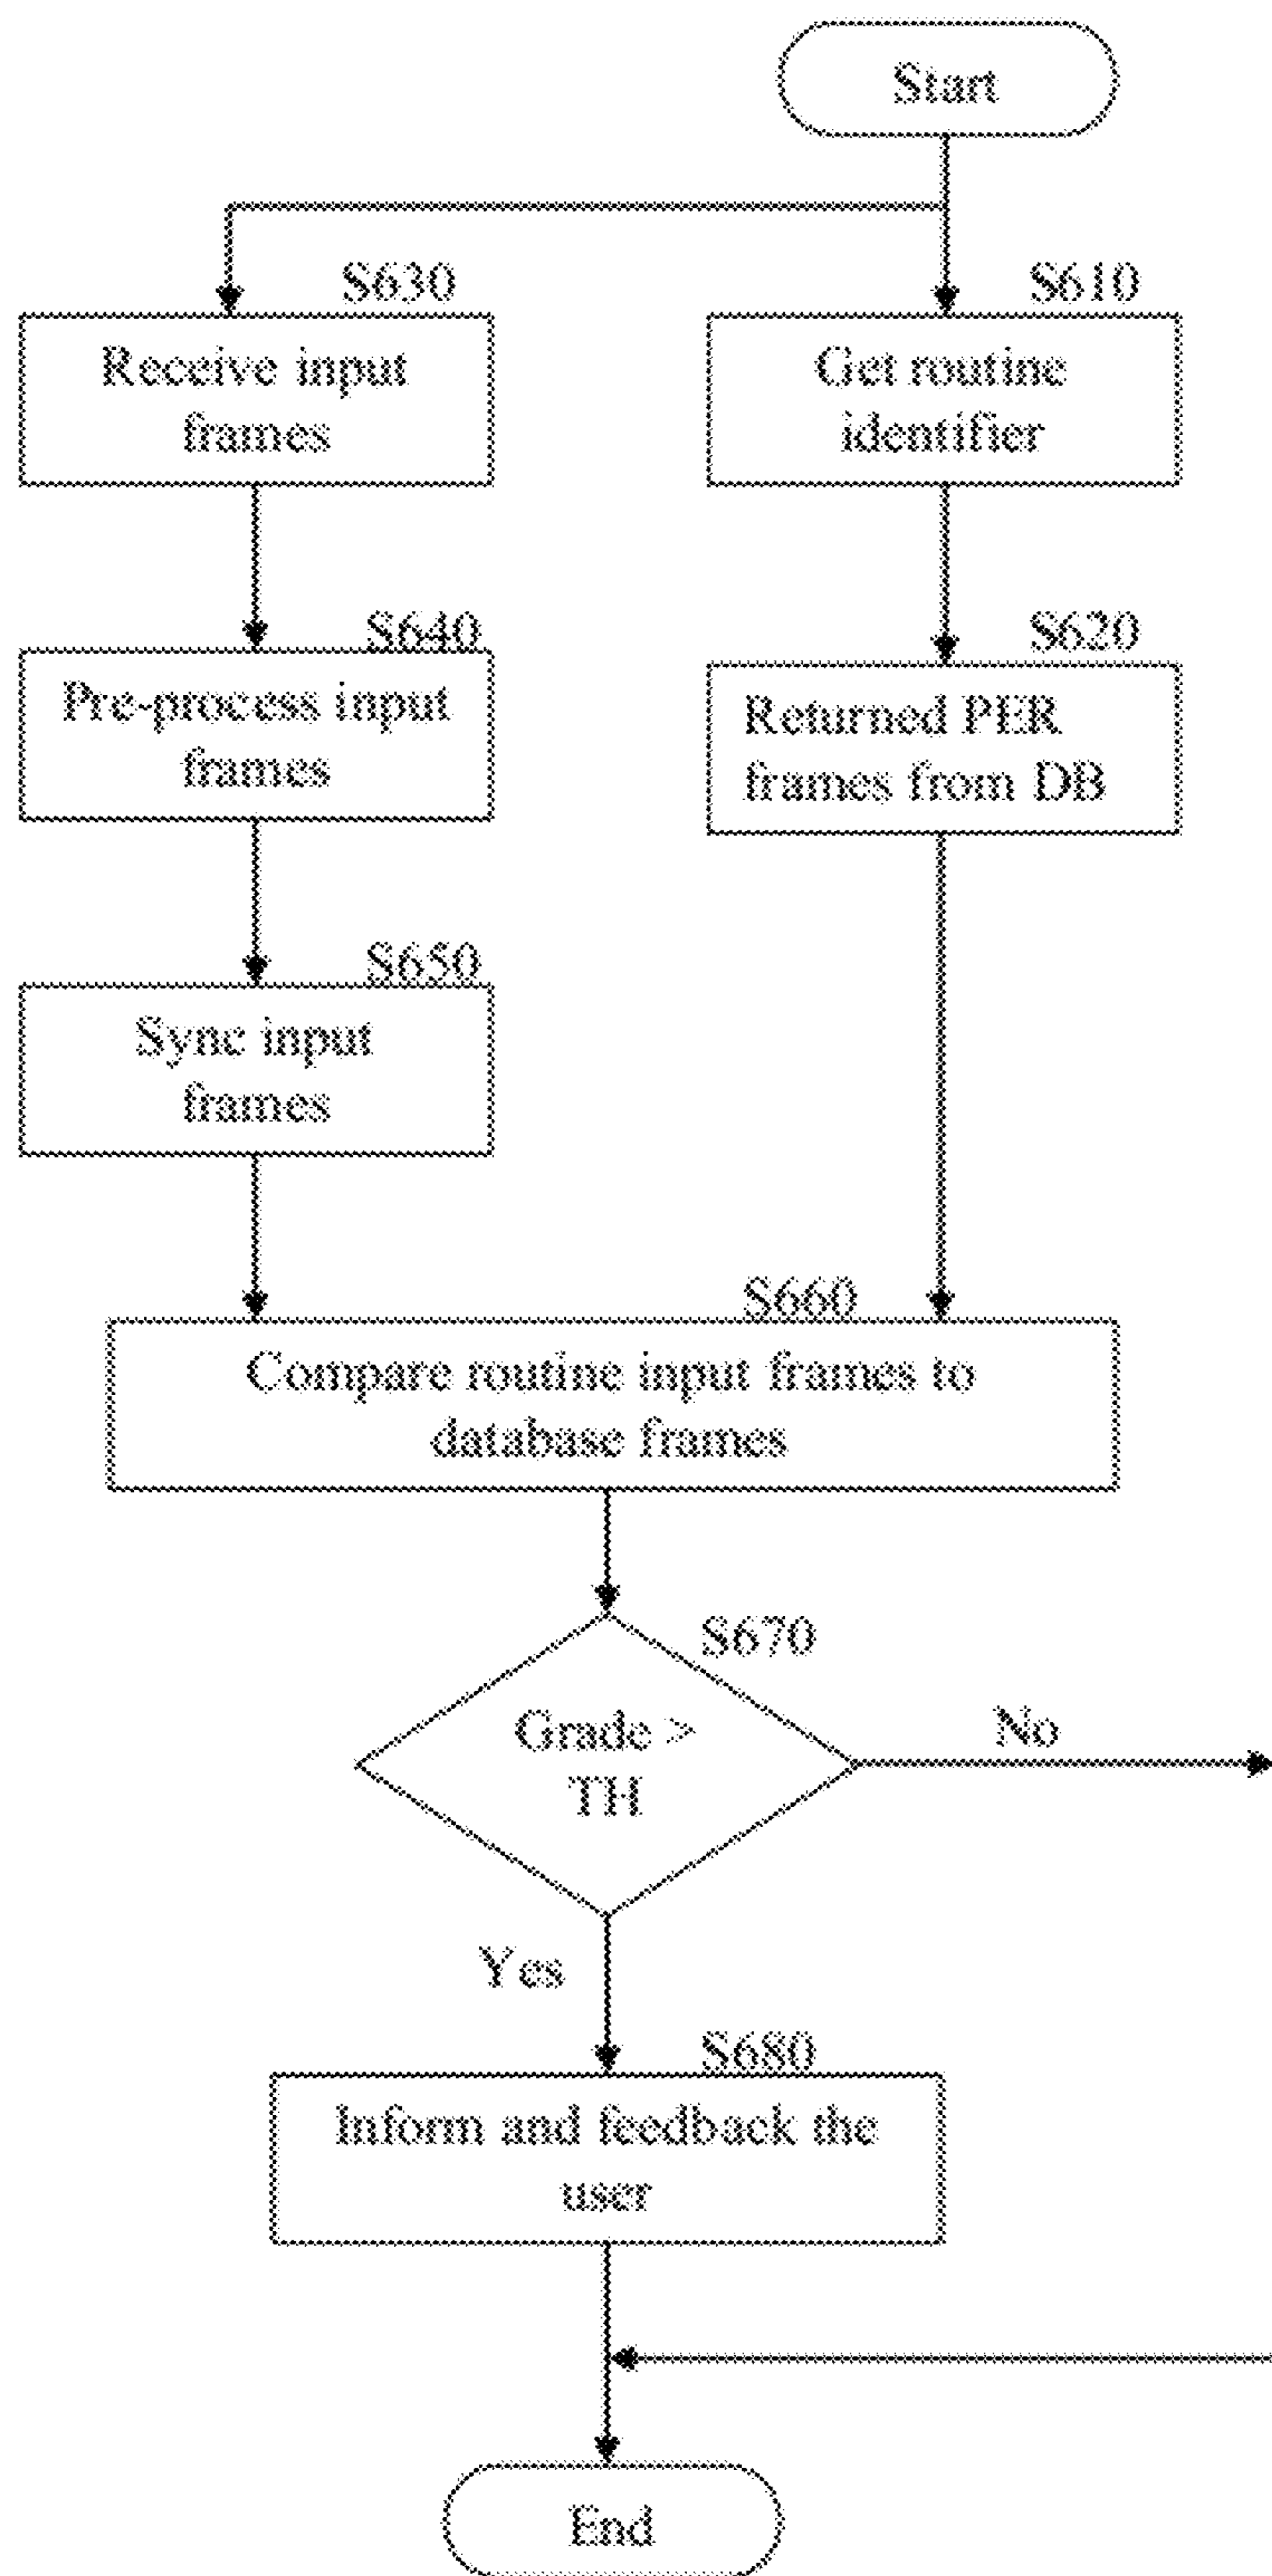 Start
S630
Receive input
frames
S610
Get routine
identifier
S640
Pre-process input
frames
S620
Returned PER
frames from DB
S650
Sync input
frames
S660
Compare routine input frames to
database frames
S670
Grade >
TH
No
Yes
S680
Inform and feedback the
user
End